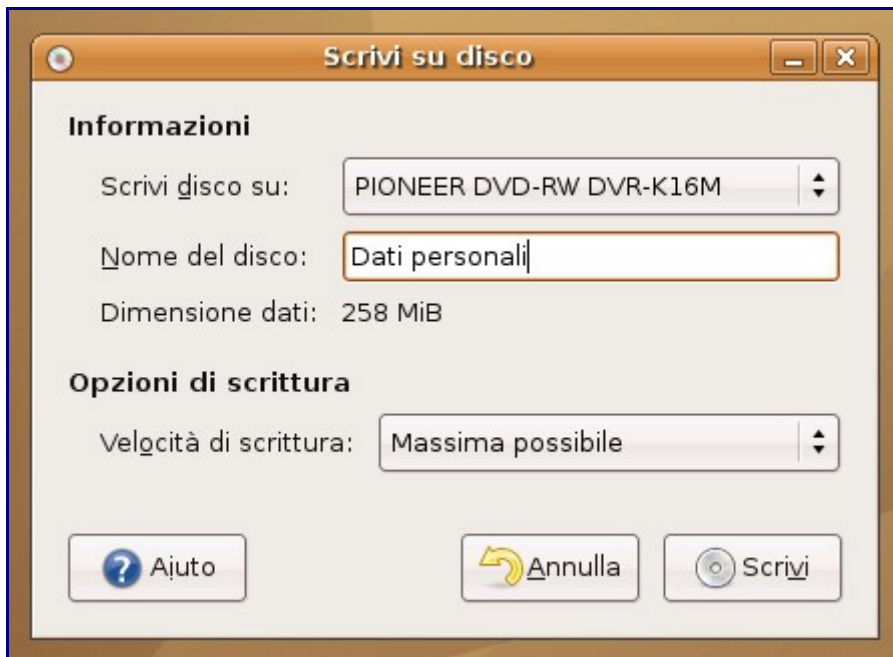 Scrivi su disco
Informazioni
Scrivi disco su: PIONEER DVD-RW DVR-K16M
Nome del disco: Dati personali
Dimensione dati: 258 MiB
Opzioni di scrittura
Velocità di scrittura: Massima possibile
Aiuto Annulla Scrivi